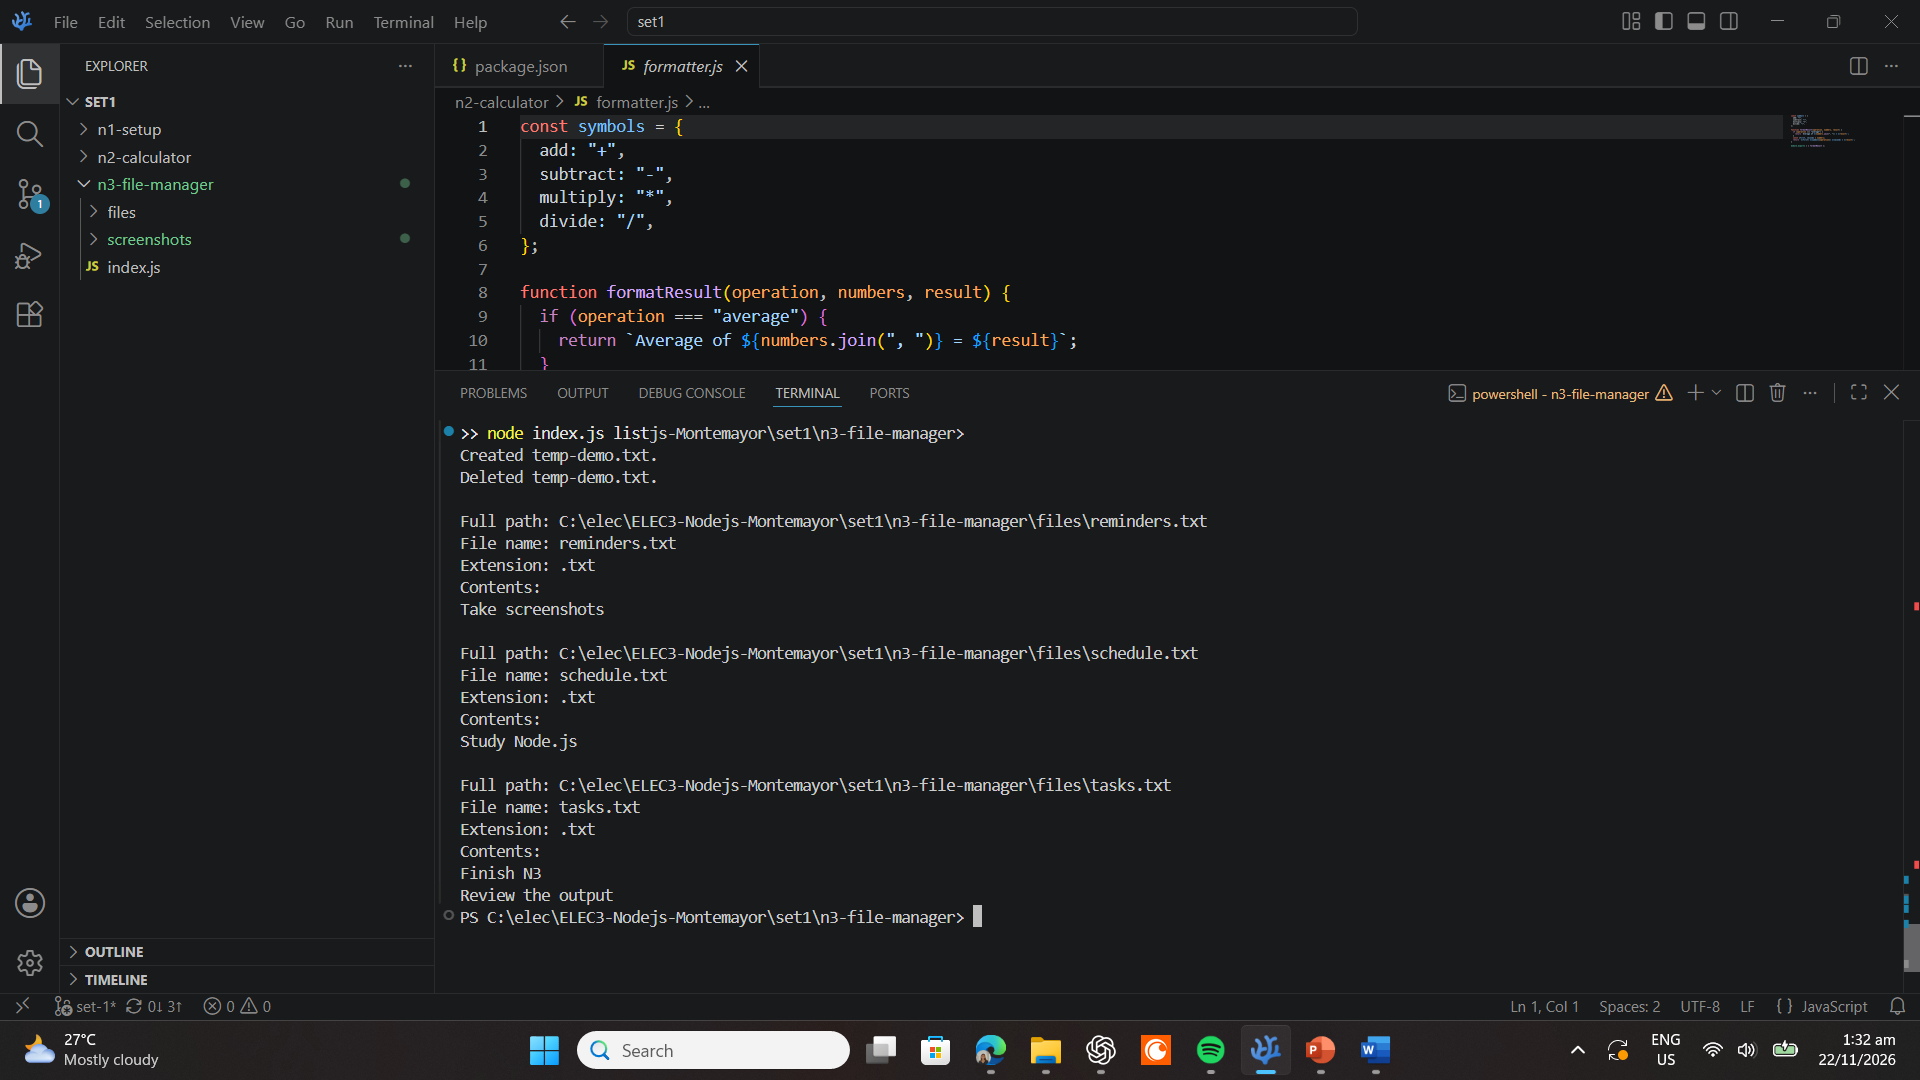 File Edit Selection View Go Run Terminal Help
set1
EXPLORER
SET1
n1-setup
n2-calculator
n3-file-manager
files
screenshots
JS index.js
OUTLINE
TIMELINE
1
{} package.json
JS formatter.js
n2-calculator > JS formatter.js > ...
1 const symbols = {
2 add: "+",
3 subtract: "-",
4 multiply: "*",
5 divide: "/",
6 };
7
8 function formatResult(operation, numbers, result) {
9 if (operation === "average") {
10 return `Average of ${numbers.join(", ")} = ${result}`;
11 }
PROBLEMS OUTPUT DEBUG CONSOLE TERMINAL PORTS
powershell - n3-file-manager
>> node index.js listjs-Montemayor\set1\n3-file-manager>
Created temp-demo.txt.
Deleted temp-demo.txt.
Full path: C:\elec\ELEC3-Nodejs-Montemayor\set1\n3-file-manager\files\reminders.txt
File name: reminders.txt
Extension: .txt
Contents:
Take screenshots
Full path: C:\elec\ELEC3-Nodejs-Montemayor\set1\n3-file-manager\files\schedule.txt
File name: schedule.txt
Extension: .txt
Contents:
Study Node.js
Full path: C:\elec\ELEC3-Nodejs-Montemayor\set1\n3-file-manager\files\tasks.txt
File name: tasks.txt
Extension: .txt
Contents:
Finish N3
Review the output
PS C:\elec\ELEC3-Nodejs-Montemayor\set1\n3-file-manager>
set-1* 0↓ 3↑ 0 0
Ln 1, Col 1 Spaces: 2 UTF-8 LF {} JavaScript
27°C
Mostly cloudy
Search
P
W
ENG
US
1:32 am
22/11/2026